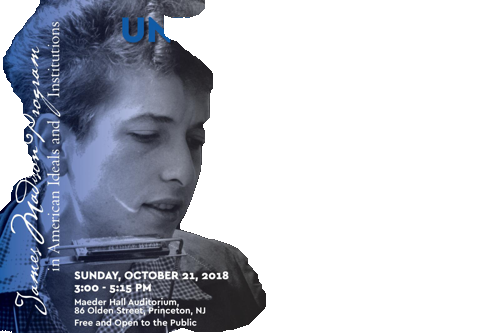 UN
James Madison Program
in American Ideals and Institutions
SUNDAY, OCTOBER 21, 2018
3:00 - 5:15 PM
Maeder Hall Auditorium,
86 Olden Street, Princeton, NJ
Free and Open to the Public